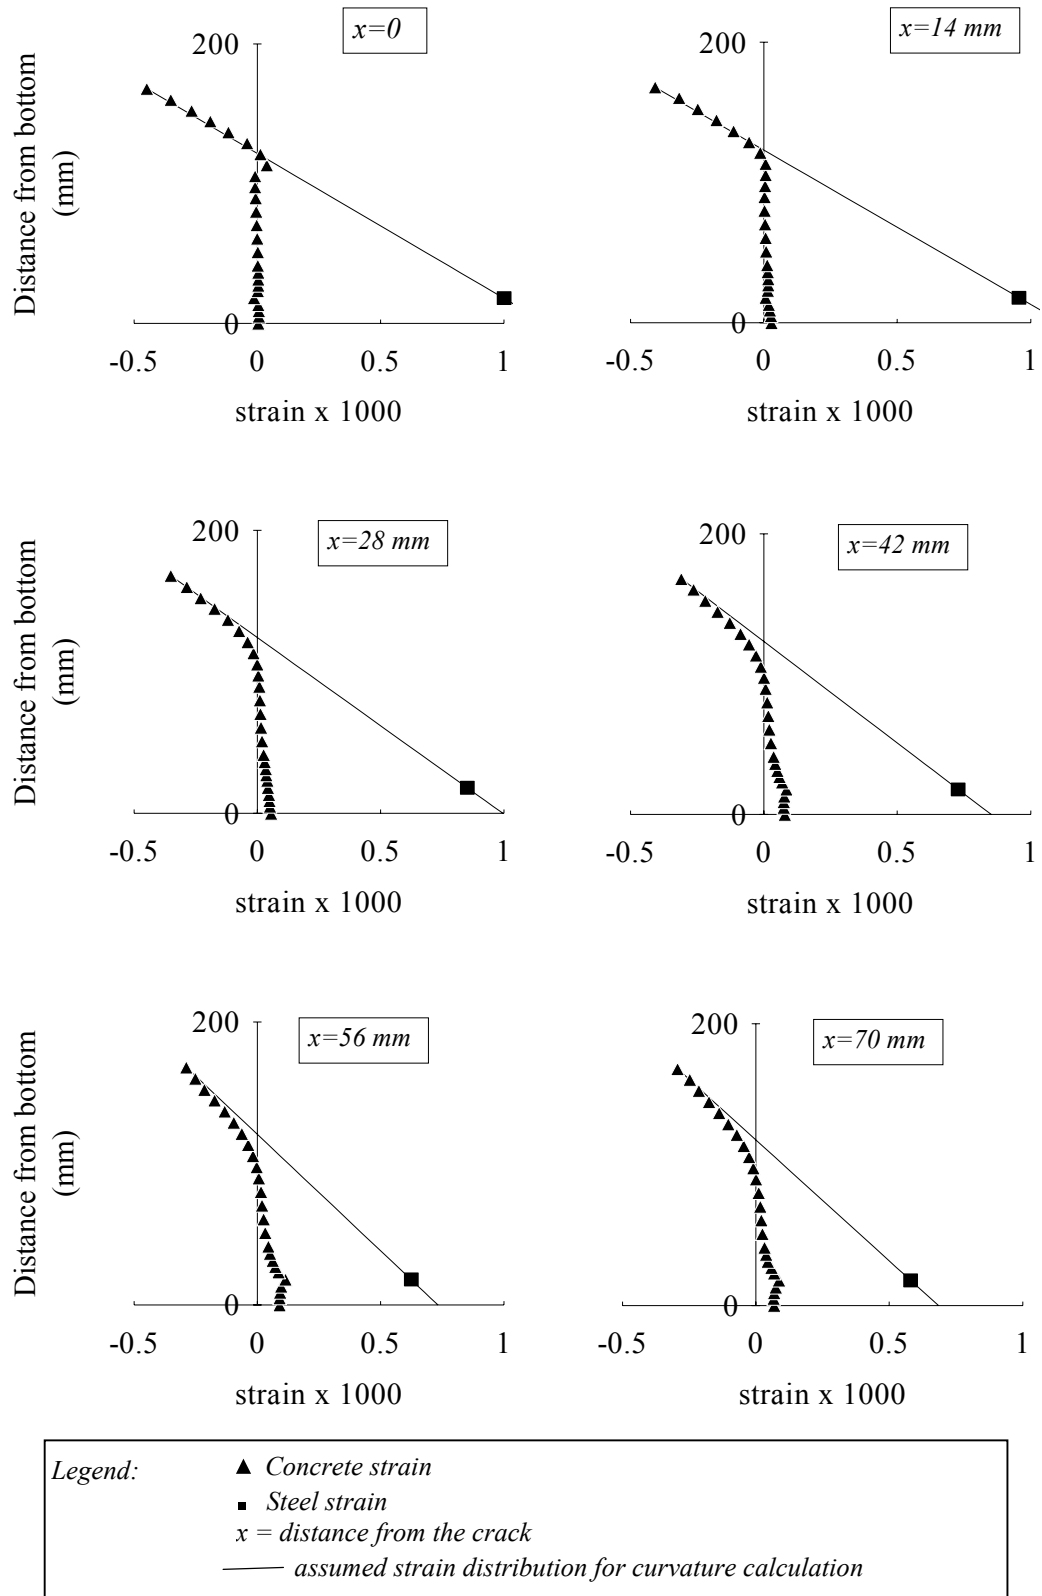 x=0
200
Distance from bottom
(mm)
0
-0.5 0 0.5 1
strain x 1000
x=14 mm
200
0
-0.5 0 0.5 1
strain x 1000
x=28 mm
200
Distance from bottom
(mm)
0
-0.5 0 0.5 1
strain x 1000
x=42 mm
200
0
-0.5 0 0.5 1
strain x 1000
x=56 mm
200
Distance from bottom
(mm)
0
-0.5 0 0.5 1
strain x 1000
x=70 mm
200
0
-0.5 0 0.5 1
strain x 1000
Legend:
Concrete strain
Steel strain
x = distance from the crack
assumed strain distribution for curvature calculation